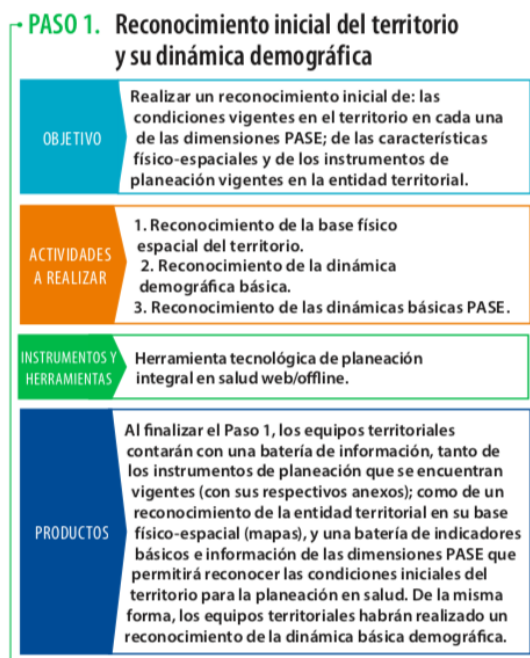 PASO 1. Reconocimiento inicial del territorio
y su dinámica demográfica
OBJETIVO
Realizar un reconocimiento inicial de: las
condiciones vigentes en el territorio en cada una
de las dimensiones PASE; de las características
físico-espaciales y de los instrumentos de
planeación vigentes en la entidad territorial.
ACTIVIDADES
A REALIZAR
1. Reconocimiento de la base físico
espacial del territorio.
2. Reconocimiento de la dinámica
demográfica básica.
3. Reconocimiento de las dinámicas básicas PASE.
INSTRUMENTOS Y
HERRAMIENTAS
Herramienta tecnológica de planeación
integral en salud web/offline.
PRODUCTOS
Al finalizar el Paso 1, los equipos territoriales
contarán con una batería de información, tanto de
los instrumentos de planeación que se encuentran
vigentes (con sus respectivos anexos); como de un
reconocimiento de la entidad territorial en su base
físico-espacial (mapas), y una batería de indicadores
básicos e información de las dimensiones PASE que
permitirá reconocer las condiciones iniciales del
territorio para la planeación en salud. De la misma
forma, los equipos territoriales habrán realizado un
reconocimiento de la dinámica básica demográfica.